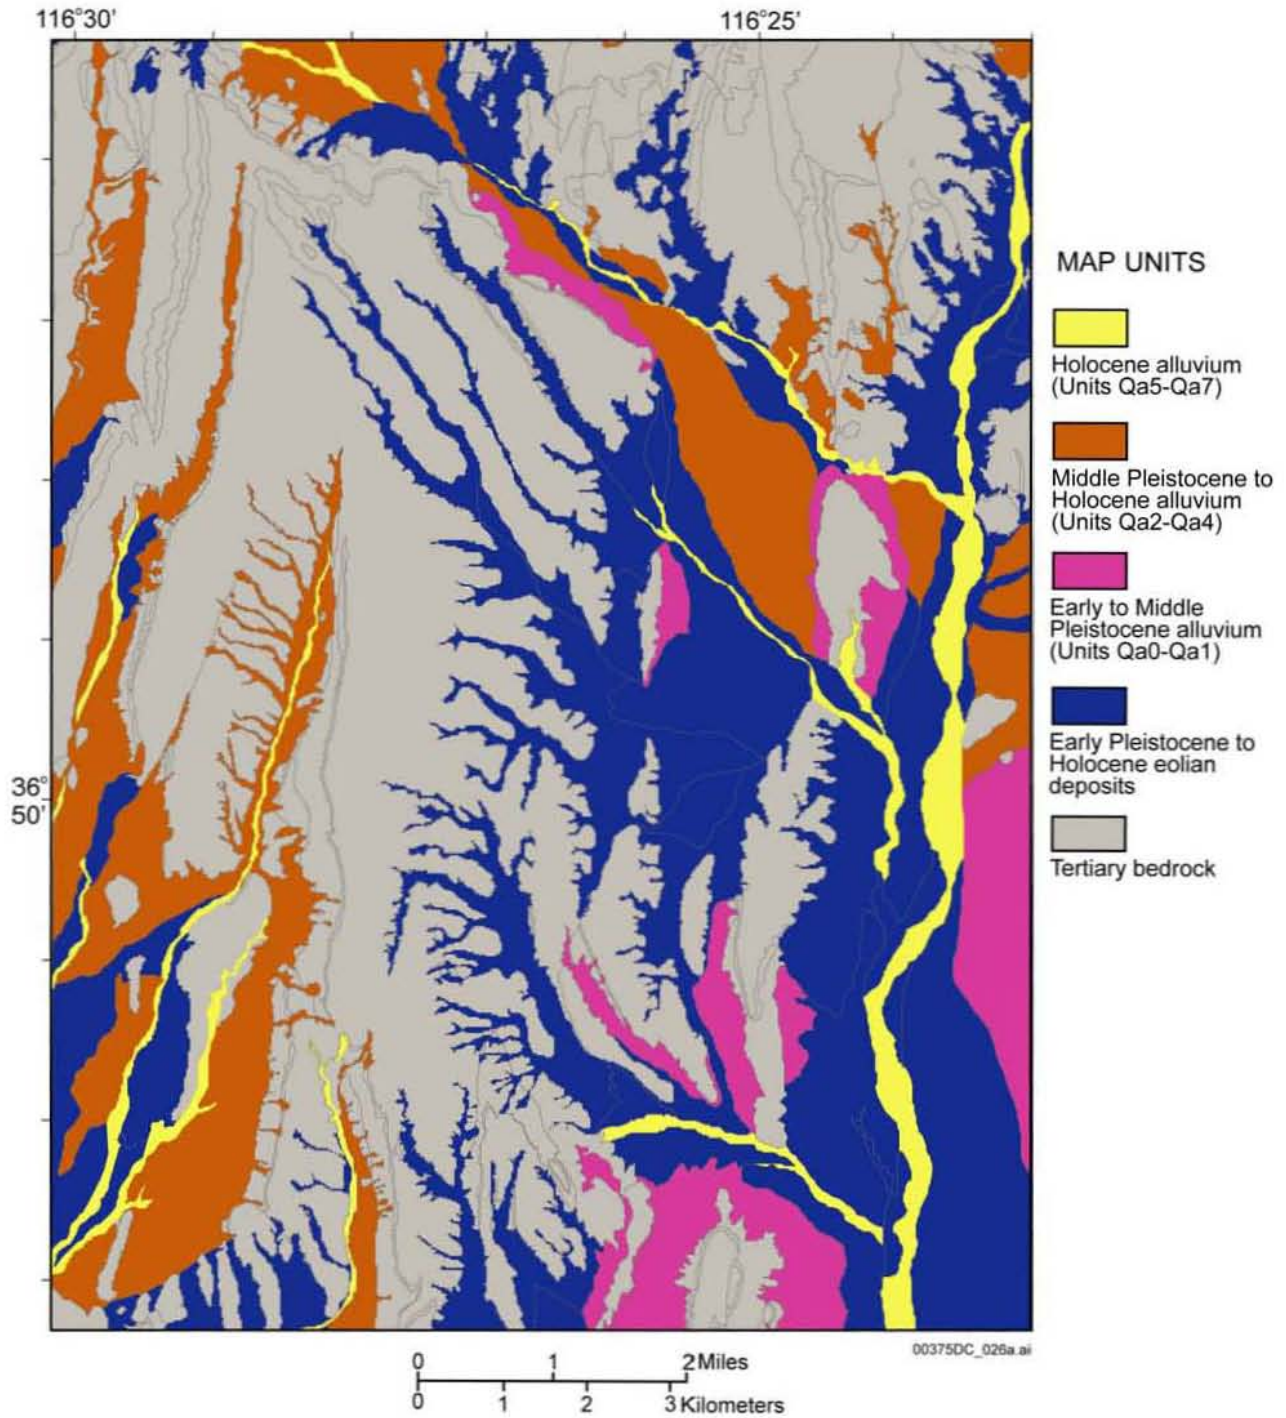 116°30'
116°25'
36°
50'
MAP UNITS
Holocene alluvium
(Units Qa5-Qa7)
Middle Pleistocene to
Holocene alluvium
(Units Qa2-Qa4)
Early to Middle
Pleistocene alluvium
(Units Qa0-Qa1)
Early Pleistocene to
Holocene eolian
deposits
Tertiary bedrock
00375DC_026a.ai
0 1 2 Miles
0 1 2 3 Kilometers